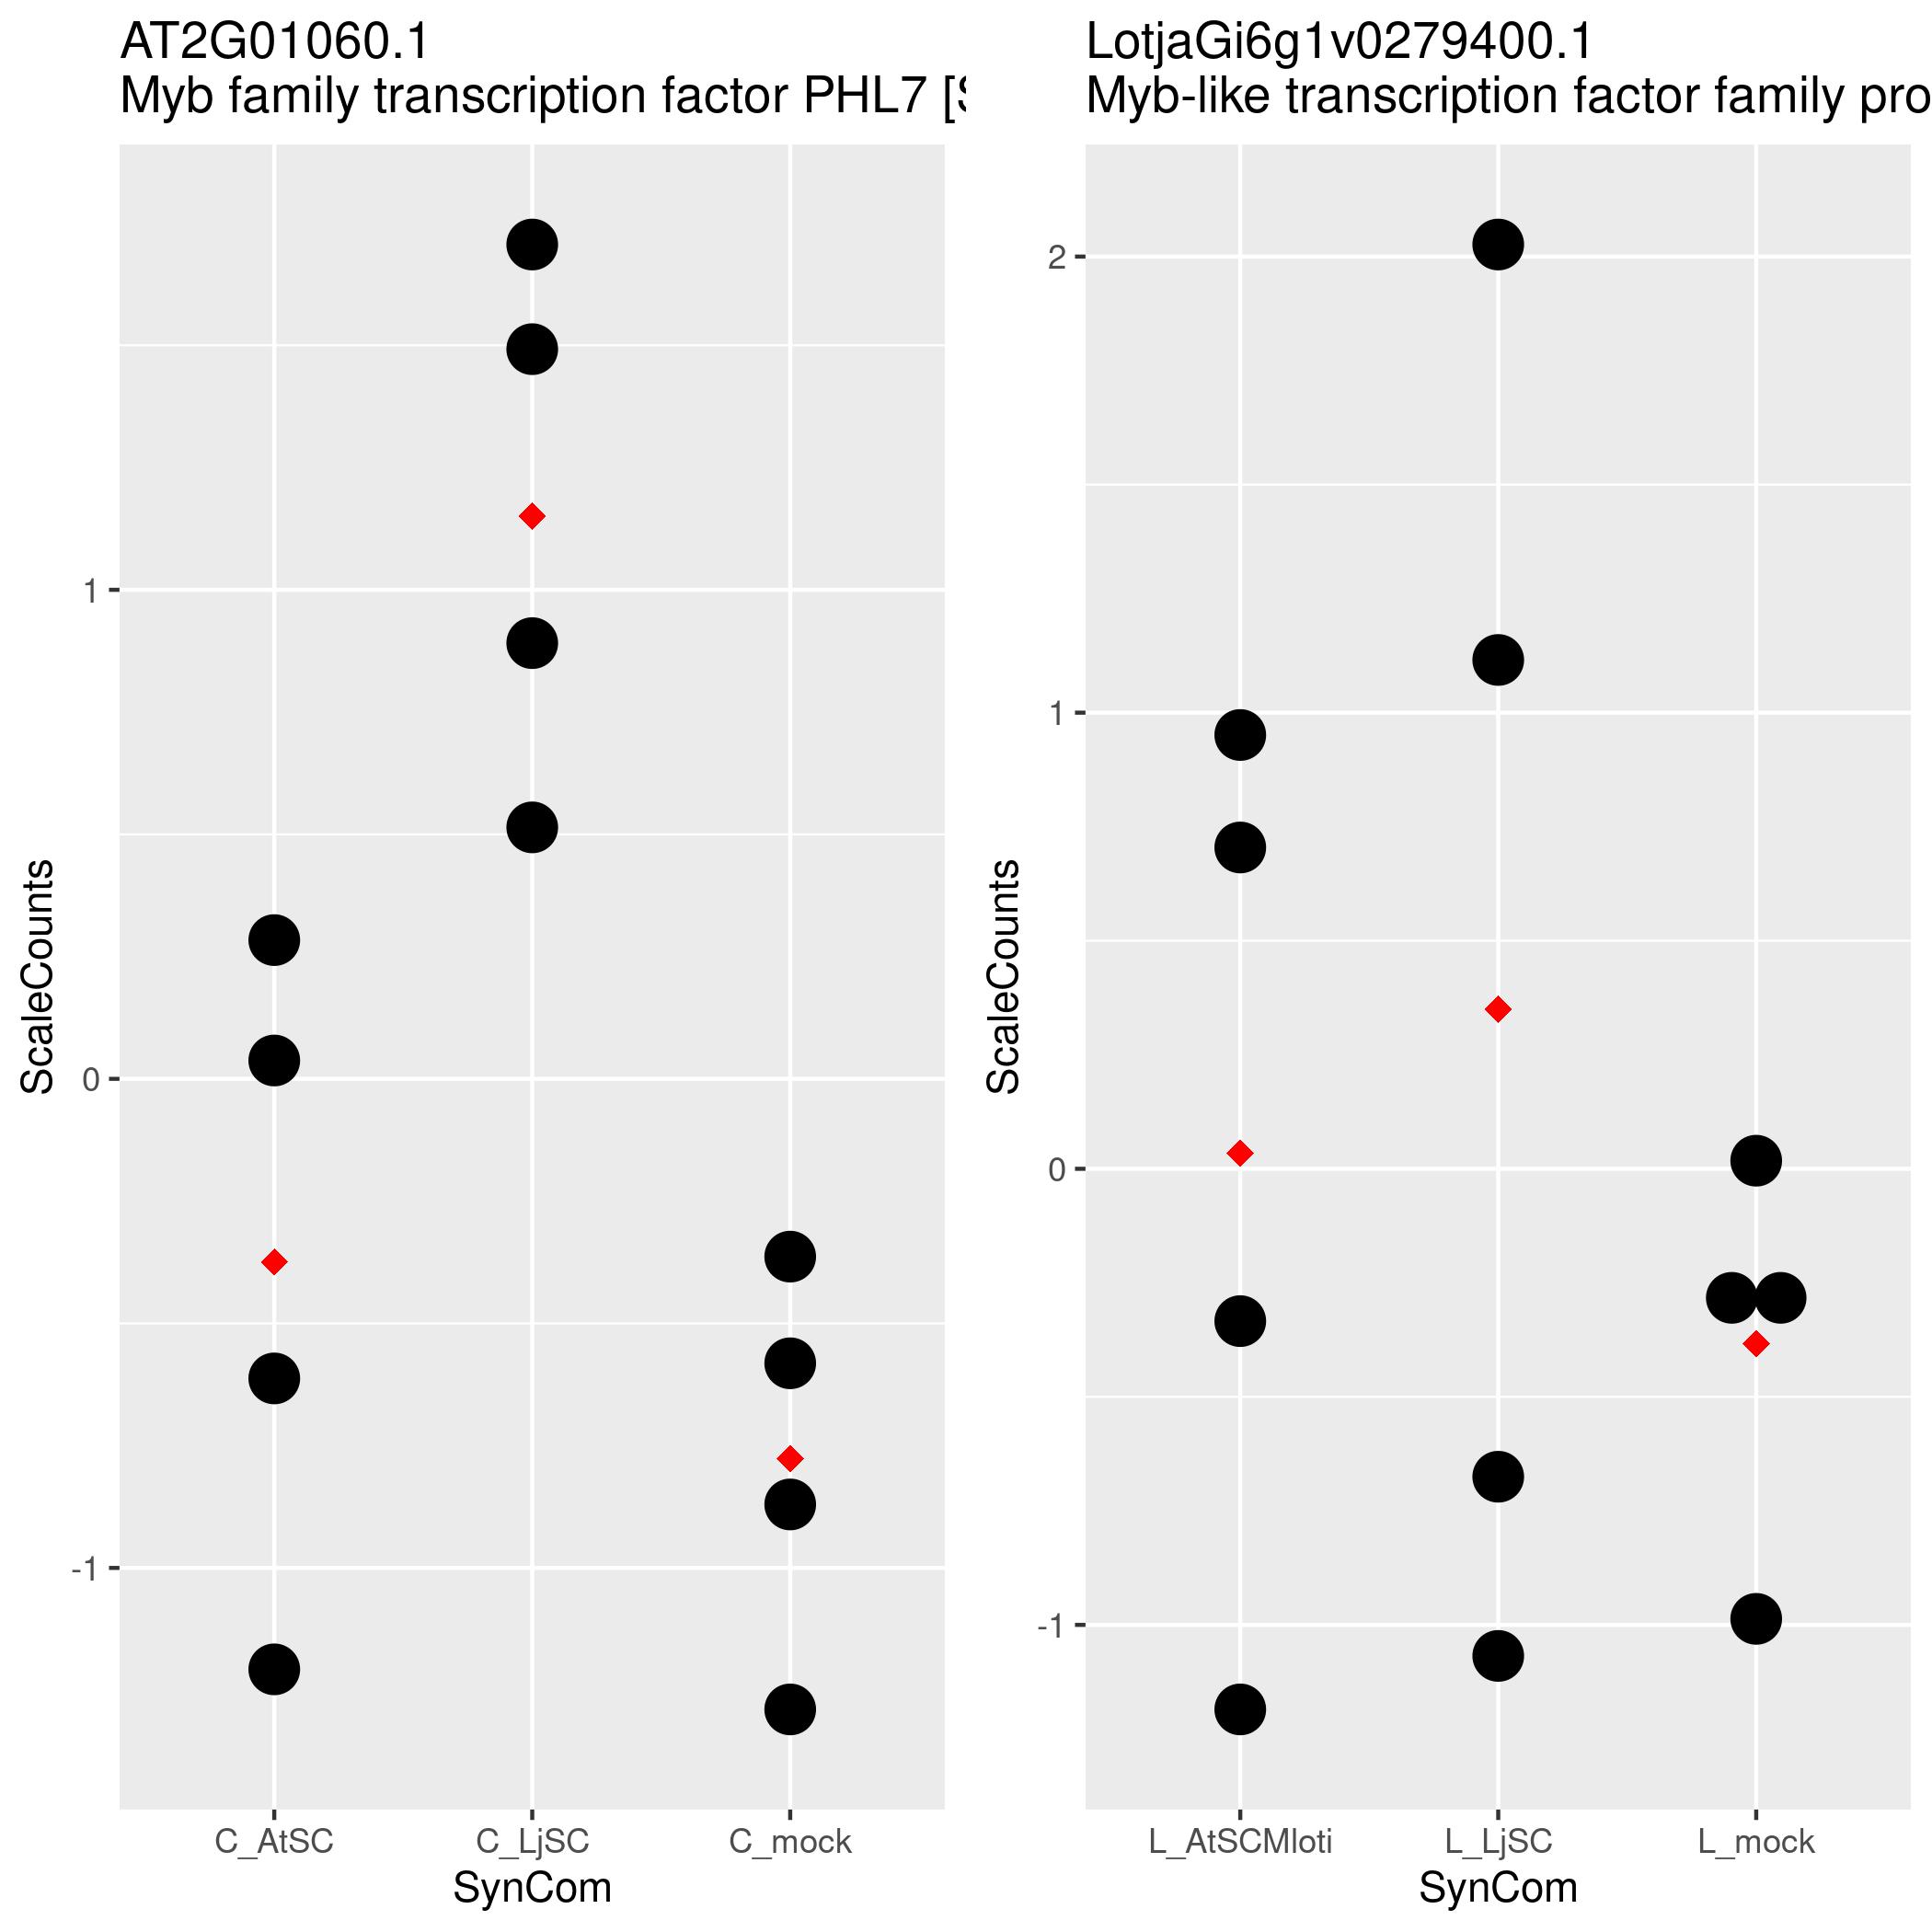 AT2G01060.1
Myb family transcription factor PHL7 [S
ScaleCounts
1
0
-1
C_AtSC C_LjSC C_mock
SynCom
LotjaGi6g1v0279400.1
Myb-like transcription factor family pro
ScaleCounts
2
1
0
-1
L_AtSCMloti L_LjSC L_mock
SynCom